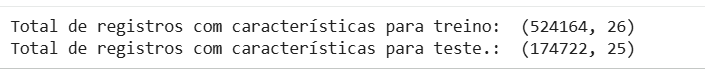 Total de registros com características para treino:  (524164, 26)
Total de registros com características para teste.:  (174722, 25)